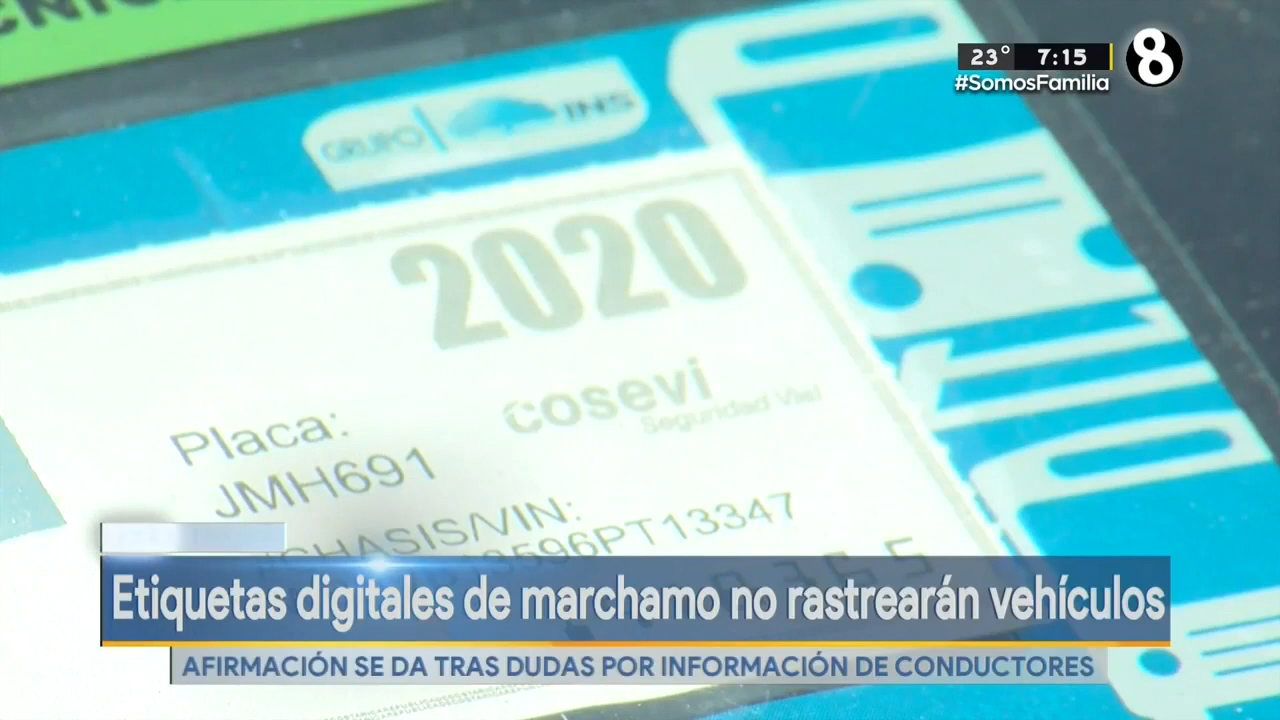 23° 7:15
8
#SomosFamilia
GRUPO INS
2020
cosevi
Seguridad Vial
Placa:
JMH691
CHASIS/VIN:
3596PT13347
Etiquetas digitales de marchamo no rastrearán vehículos
AFIRMACIÓN SE DA TRAS DUDAS POR INFORMACIÓN DE CONDUCTORES